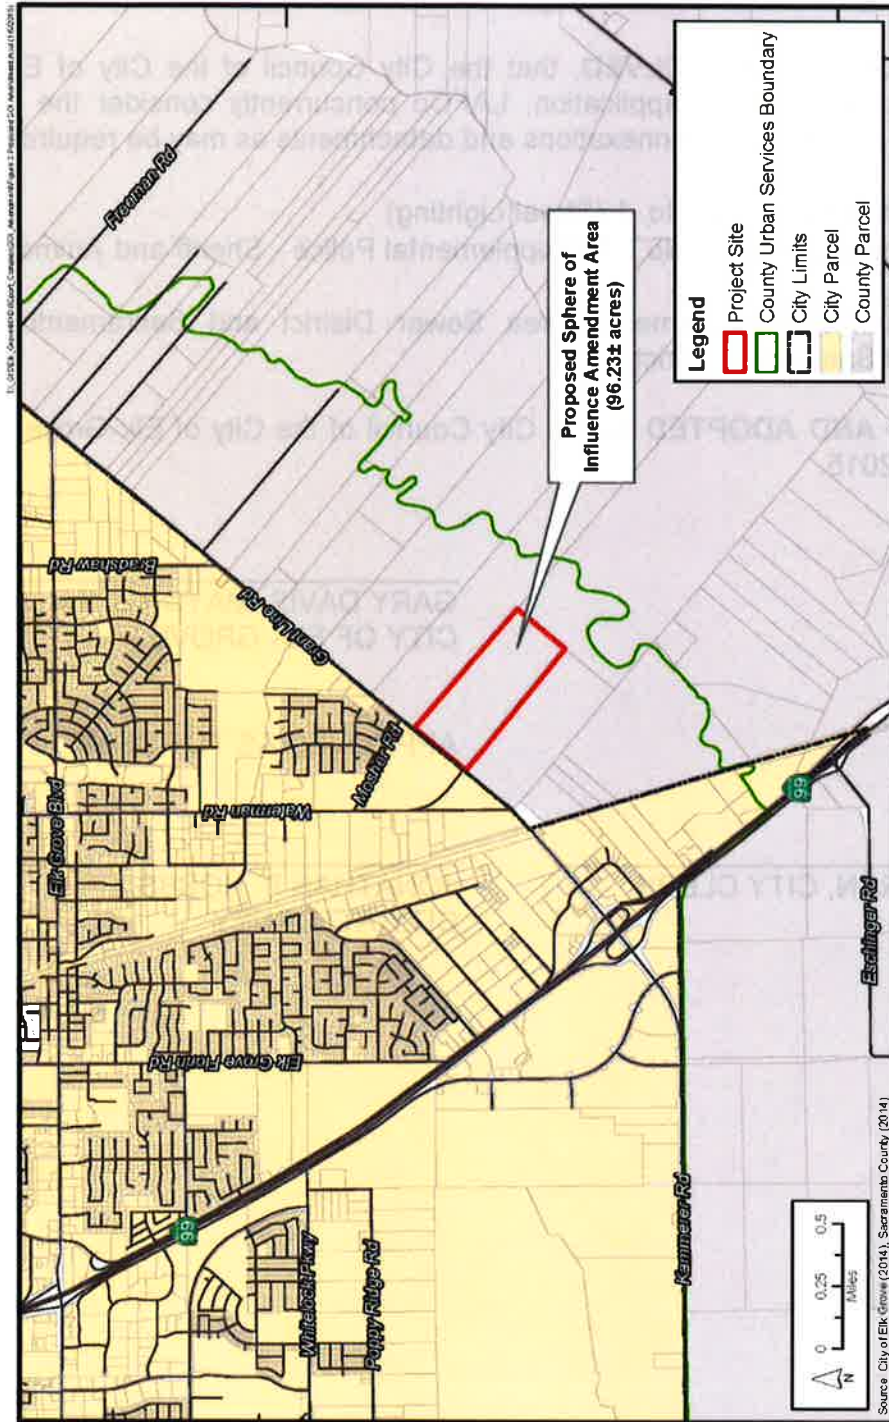 Freeman Rd
Bradshaw Rd
Grant Line Rd
Mosher Rd
Elk Grove Blvd
Waterman Rd
Elk Grove Florin Rd
99
Whitelock Pkwy
Poppy Ridge Rd
Kammerer Rd
99
Eschinger Rd
Proposed Sphere of
Influence Amendment Area
(96.23± acres)
Legend
Project Site
County Urban Services Boundary
City Limits
City Parcel
County Parcel
N
0 0.25 0.5
Miles
Source: City of Elk Grove (2014), Sacramento County (2014)